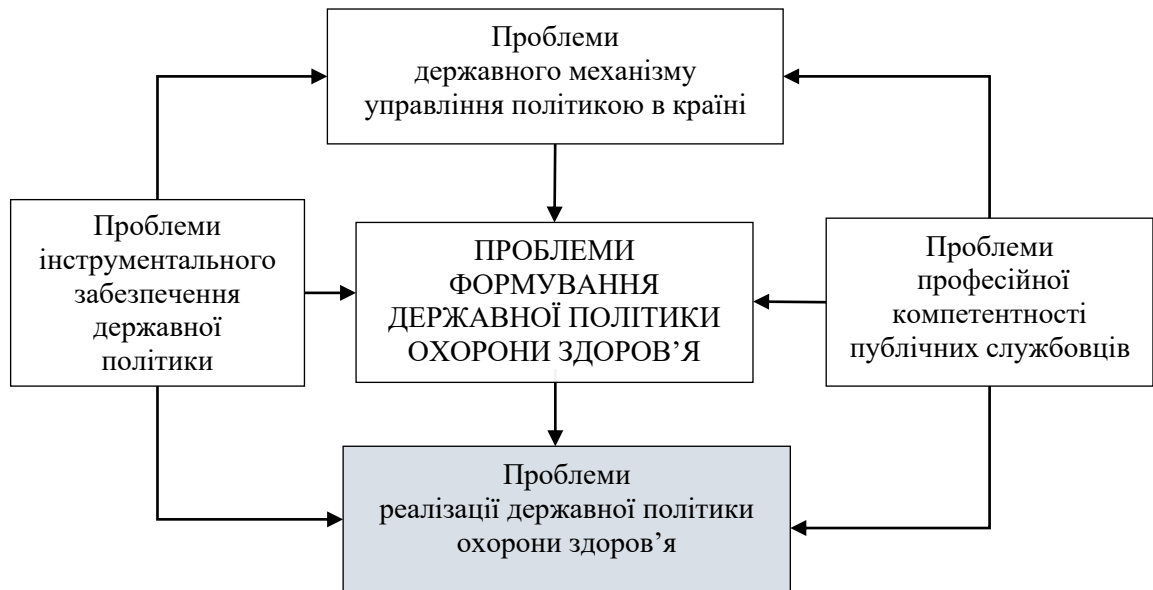 Проблеми
державного механізму
управління політикою в країні
Проблеми
інструментального
забезпечення
державної
політики
ПРОБЛЕМИ
ФОРМУВАННЯ
ДЕРЖАВНОЇ ПОЛІТИКИ
ОХОРОНИ ЗДОРОВ’Я
Проблеми
професійної
компетентності
публічних службовців
Проблеми
реалізації державної політики
охорони здоров’я